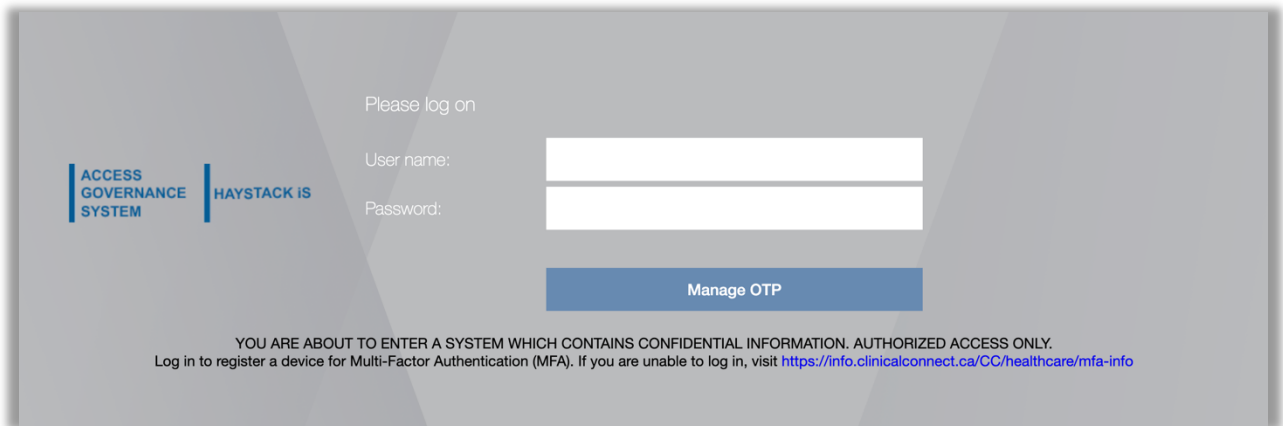 Please log on
ACCESS
GOVERNANCE
SYSTEM
HAYSTACK iS
User name:
Password:
Manage OTP
YOU ARE ABOUT TO ENTER A SYSTEM WHICH CONTAINS CONFIDENTIAL INFORMATION. AUTHORIZED ACCESS ONLY.
Log in to register a device for Multi-Factor Authentication (MFA). If you are unable to log in, visit https://info.clinicalconnect.ca/CC/healthcare/mfa-info